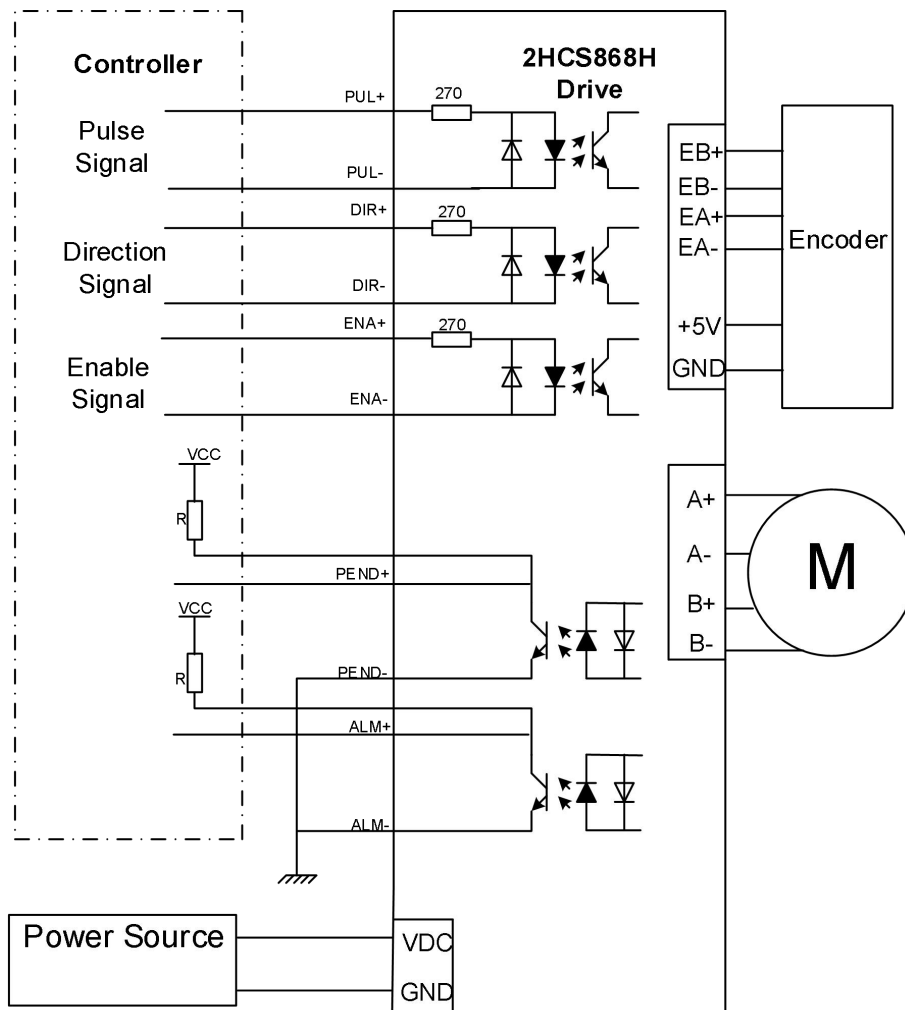 Controller
2HCS868H
Drive
PUL+
270
Pulse
Signal
PUL-
DIR+
270
Direction
Signal
DIR-
ENA+
270
Enable
Signal
ENA-
EB+
EB-
EA+
EA-
+5V
GND
Encoder
VCC
R
PEND+
VCC
R
PEND-
ALM+
ALM-
A+
A-
B+
B-
M
Power Source
VDC
GND